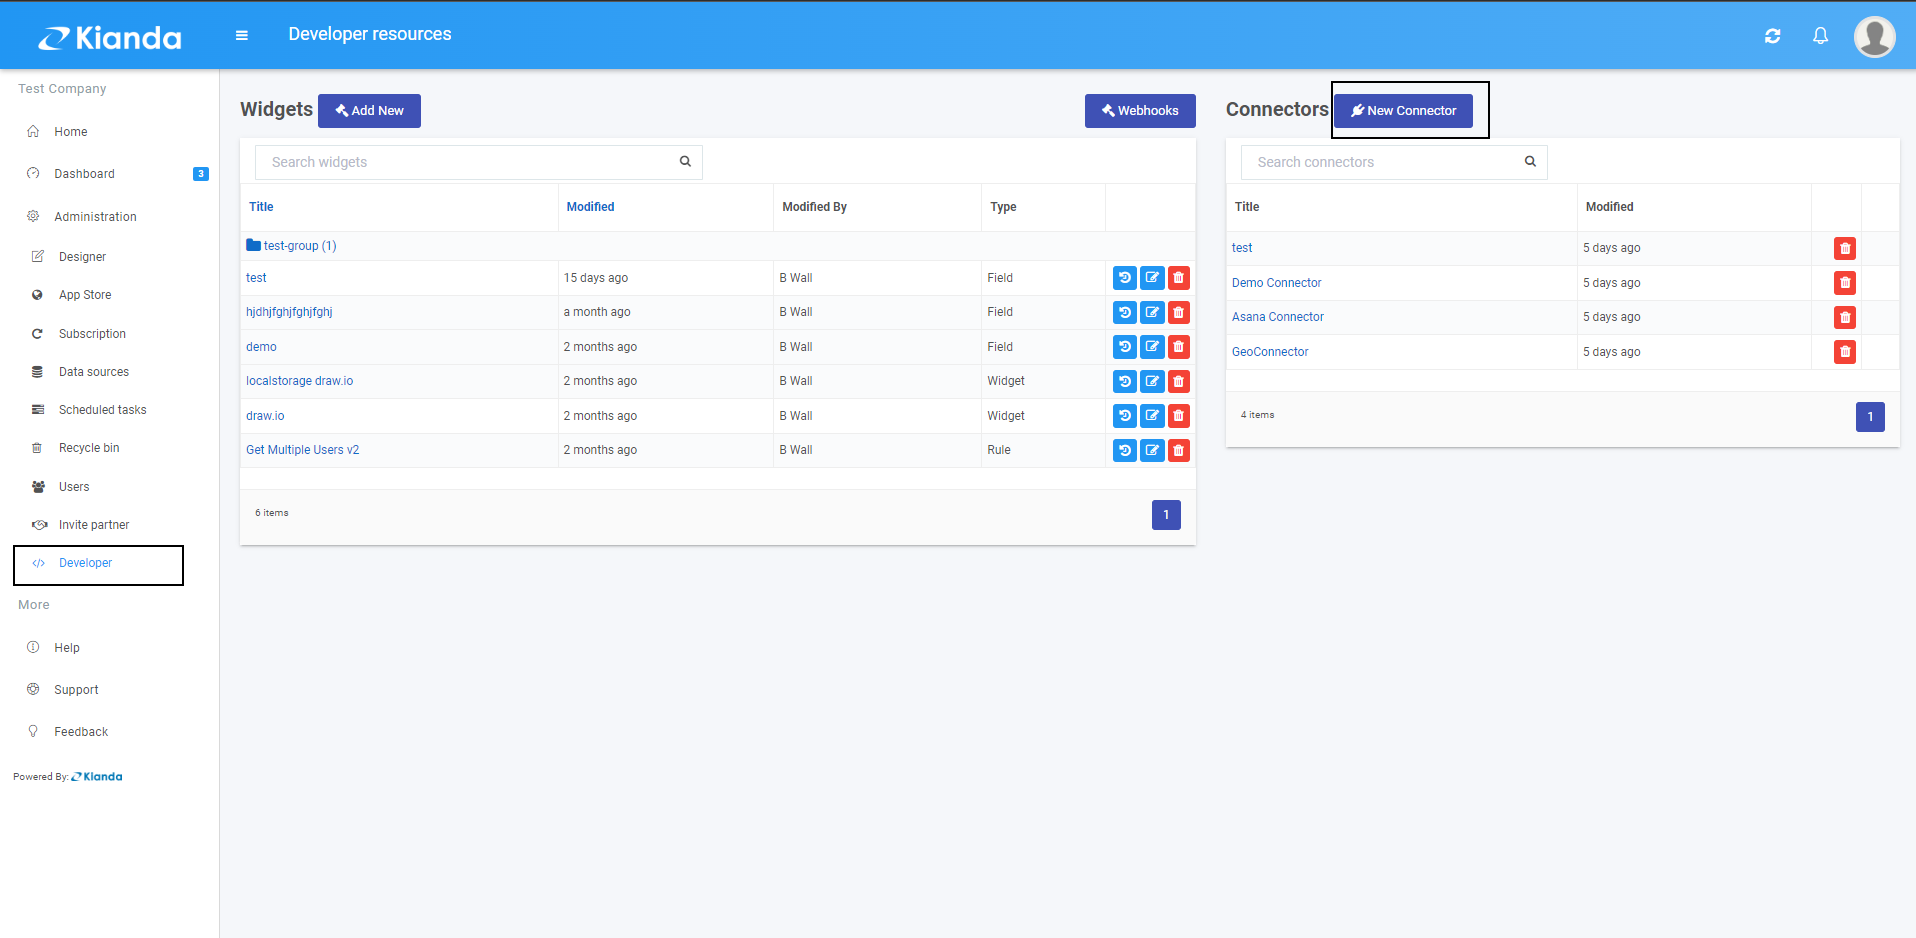 Kianda
Developer resources
Test Company
Home
Dashboard 3
Administration
Designer
App Store
Subscription
Data sources
Scheduled tasks
Recycle bin
Users
Invite partner
Developer
More
Help
Support
Feedback
Powered By: Kianda
Widgets Add New Webhooks
Search widgets
Title Modified Modified By Type
test-group (1)
test 15 days ago B Wall Field
hjdhjfghjfghjfghj a month ago B Wall Field
demo 2 months ago B Wall Field
localstorage draw.io 2 months ago B Wall Widget
draw.io 2 months ago B Wall Widget
Get Multiple Users v2 2 months ago B Wall Rule
6 items 1
Connectors New Connector
Search connectors
Title Modified
test 5 days ago
Demo Connector 5 days ago
Asana Connector 5 days ago
GeoConnector 5 days ago
4 items 1